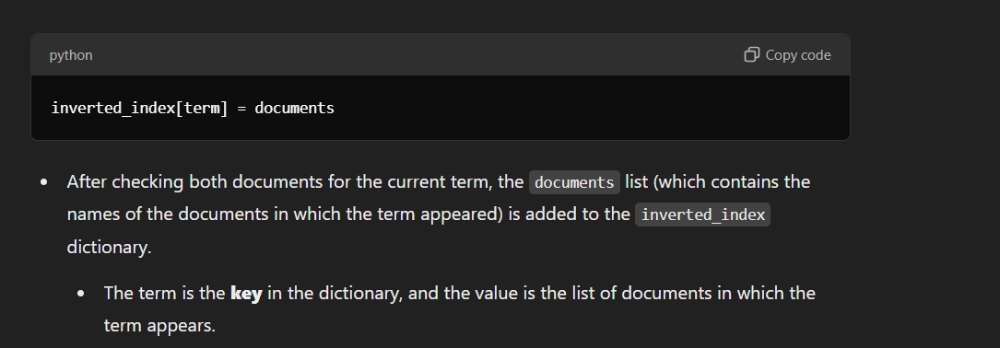 python
Copy code
inverted_index[term] = documents
After checking both documents for the current term, the documents list (which contains the
names of the documents in which the term appeared) is added to the inverted_index
dictionary.
The term is the key in the dictionary, and the value is the list of documents in which the
term appears.